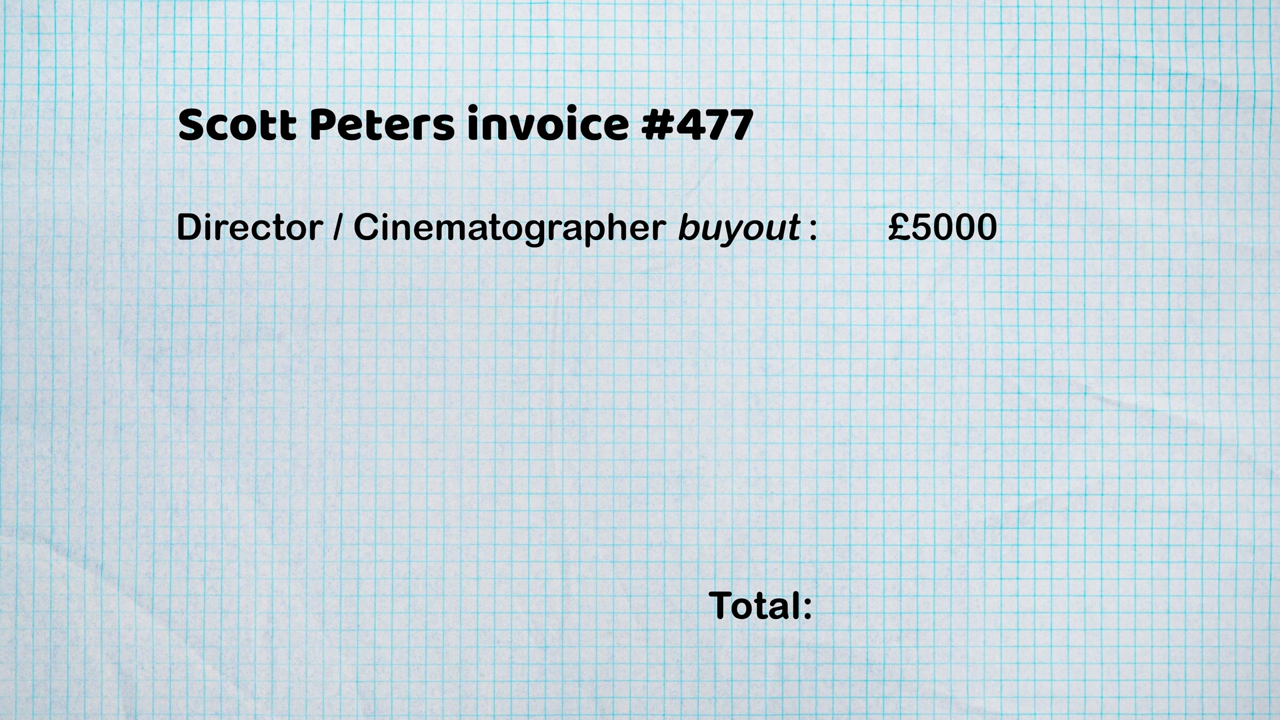 Scott Peters invoice #477
Director / Cinematographer buyout : £5000
Total: